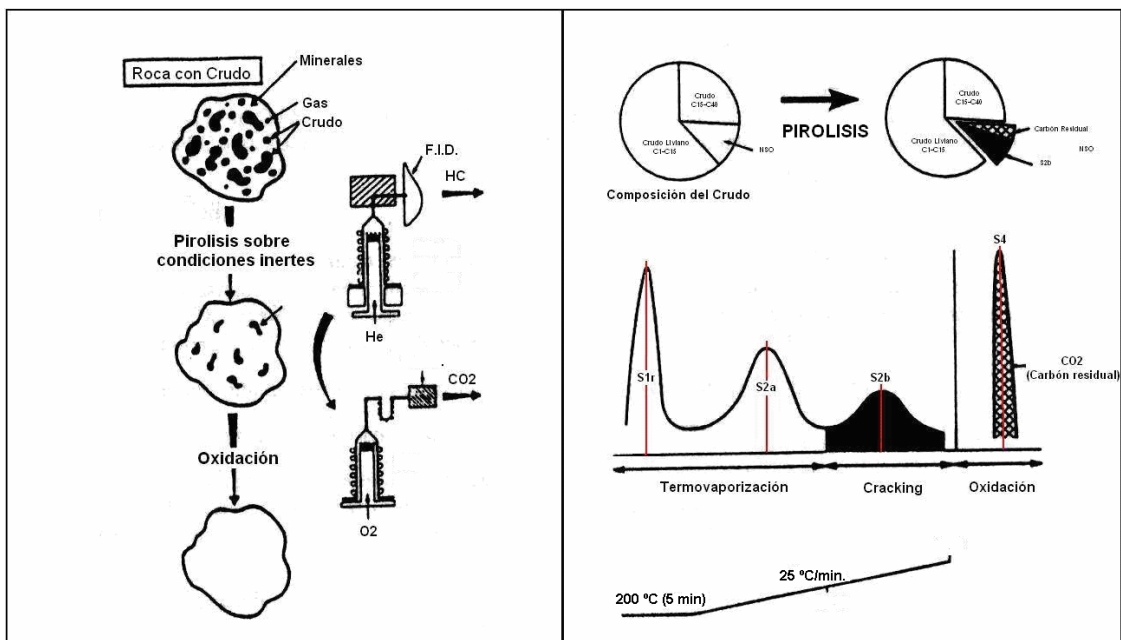 Roca con Crudo
Minerales
Gas
Crudo
F.I.D.
HC
Pirolisis sobre
condiciones inertes
He
CO2
Oxidación
O2
Crudo
C15-C40
Crudo Liviano
C1-C15
NSO
Composición del Crudo
PIROLISIS
Crudo
C15-C40
Crudo Liviano
C1-C15
Carbón Residual
NSO
S2b
S1r
S2a
S2b
S4
CO2
(Carbón residual)
Termovaporización
Cracking
Oxidación
200 ºC (5 min)
25 ºC/min.